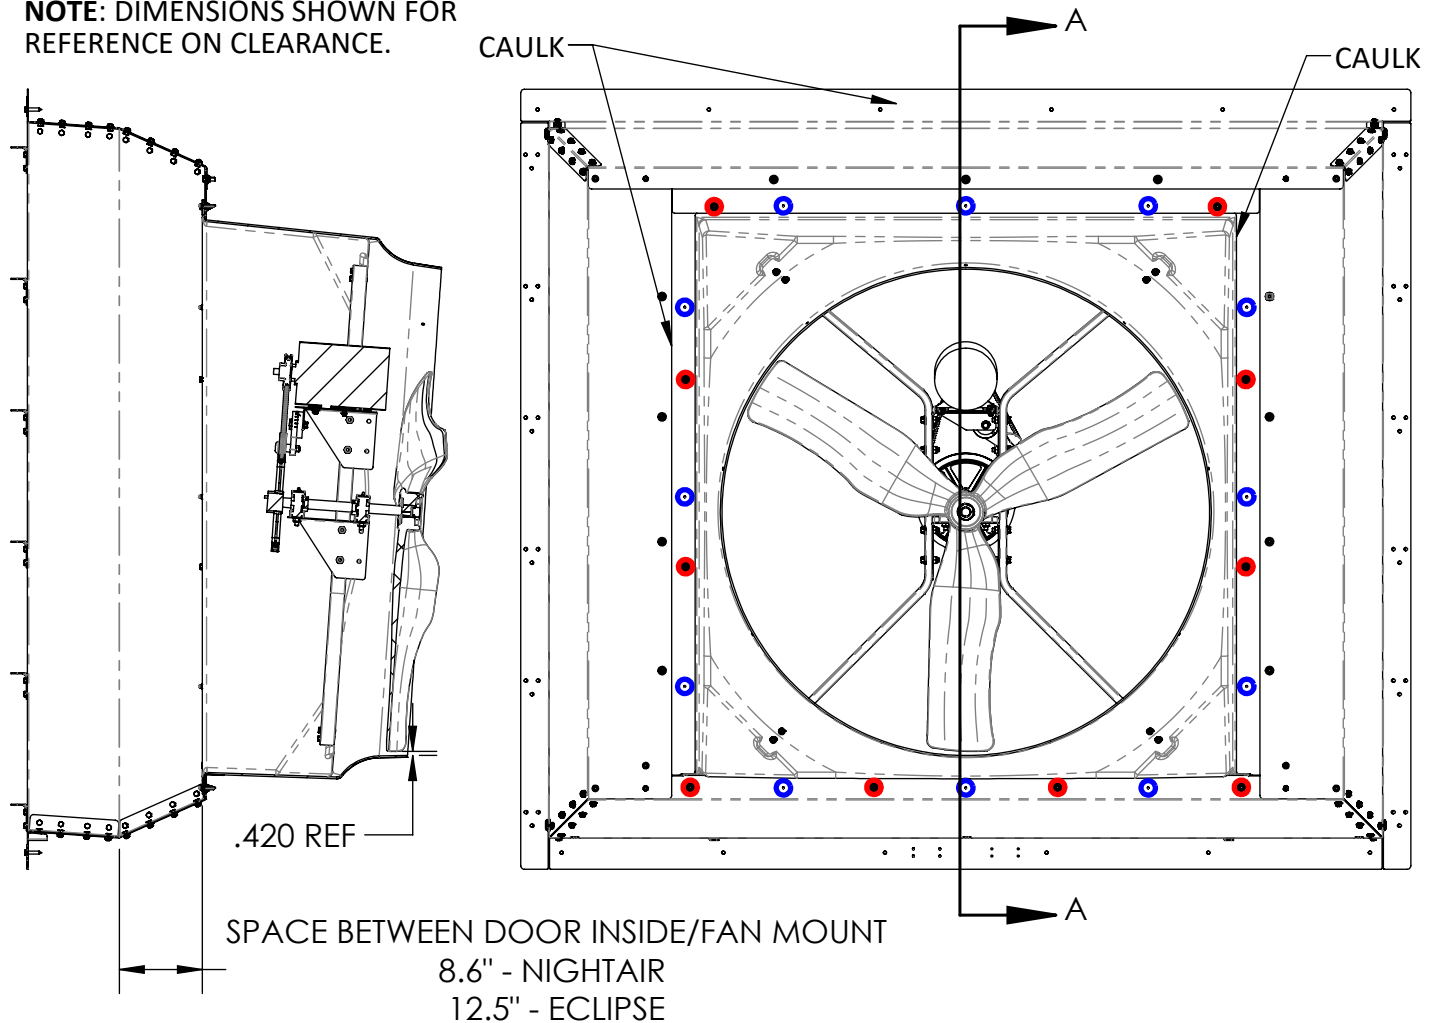 NOTE: DIMENSIONS SHOWN FOR
REFERENCE ON CLEARANCE.
CAULK
A
CAULK
.420 REF
A
SPACE BETWEEN DOOR INSIDE/FAN MOUNT
8.6" - NIGHTAIR
12.5" - ECLIPSE